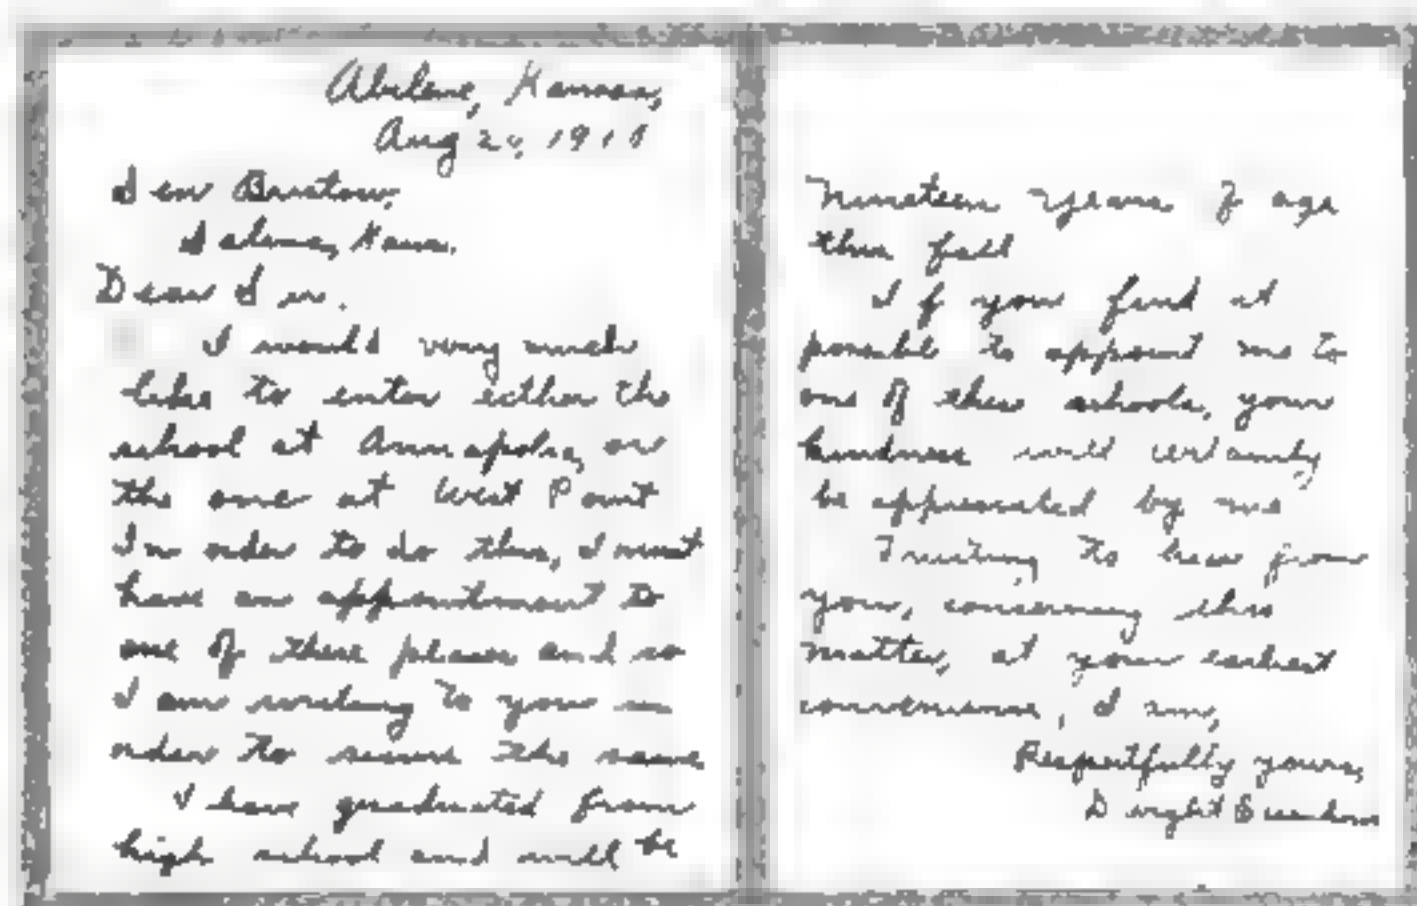 Abilene, Kansas,
Aug 20, 1910
Sen Bristow,
Salina, Kans.
Dear Sir.
I would very much
like to enter either the
school at Annapolis, or
the one at West Point
In order to do this, I must
have an appointment to
one of these places and so
I am writing to you in
order to secure the same.
I have graduated from
high school and will be
nineteen years of age
this fall
If you find it
possible to appoint me to
one of these schools, your
kindness will certainly
be appreciated by me
Trusting to hear from
you, concerning this
matter, at your earliest
convenience, I am,
Respectfully yours,
Dwight Eisenhower